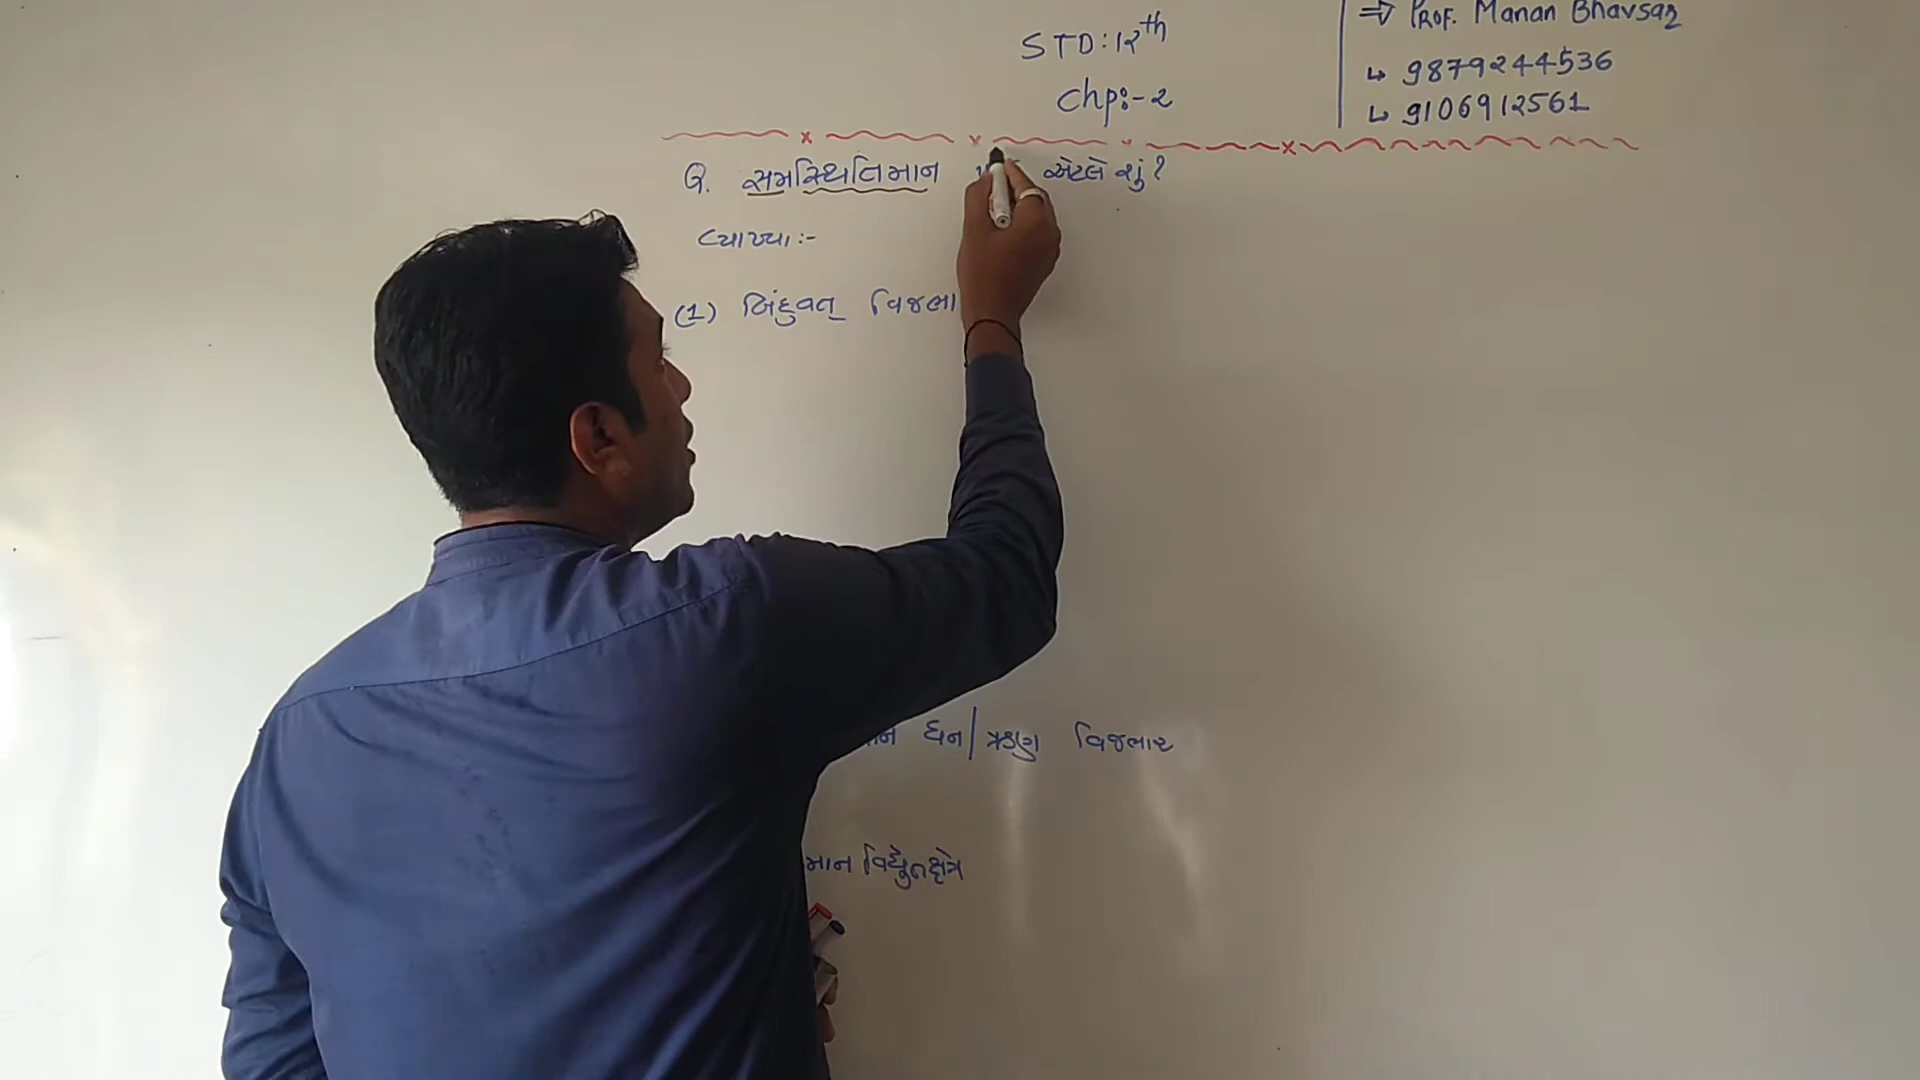 STD:12th
chp:-2
⇒ PROF. Manan Bhavsar
↳ 9879244536
↳ 9106912561
Q. સમસ્થિતિમાન એટલે શું?
વ્યાખ્યા:-
(1) બિંદુવત્ વિજભા
ધન/ઋણ વિજભાર
માન વિદ્યુતક્ષેત્ર